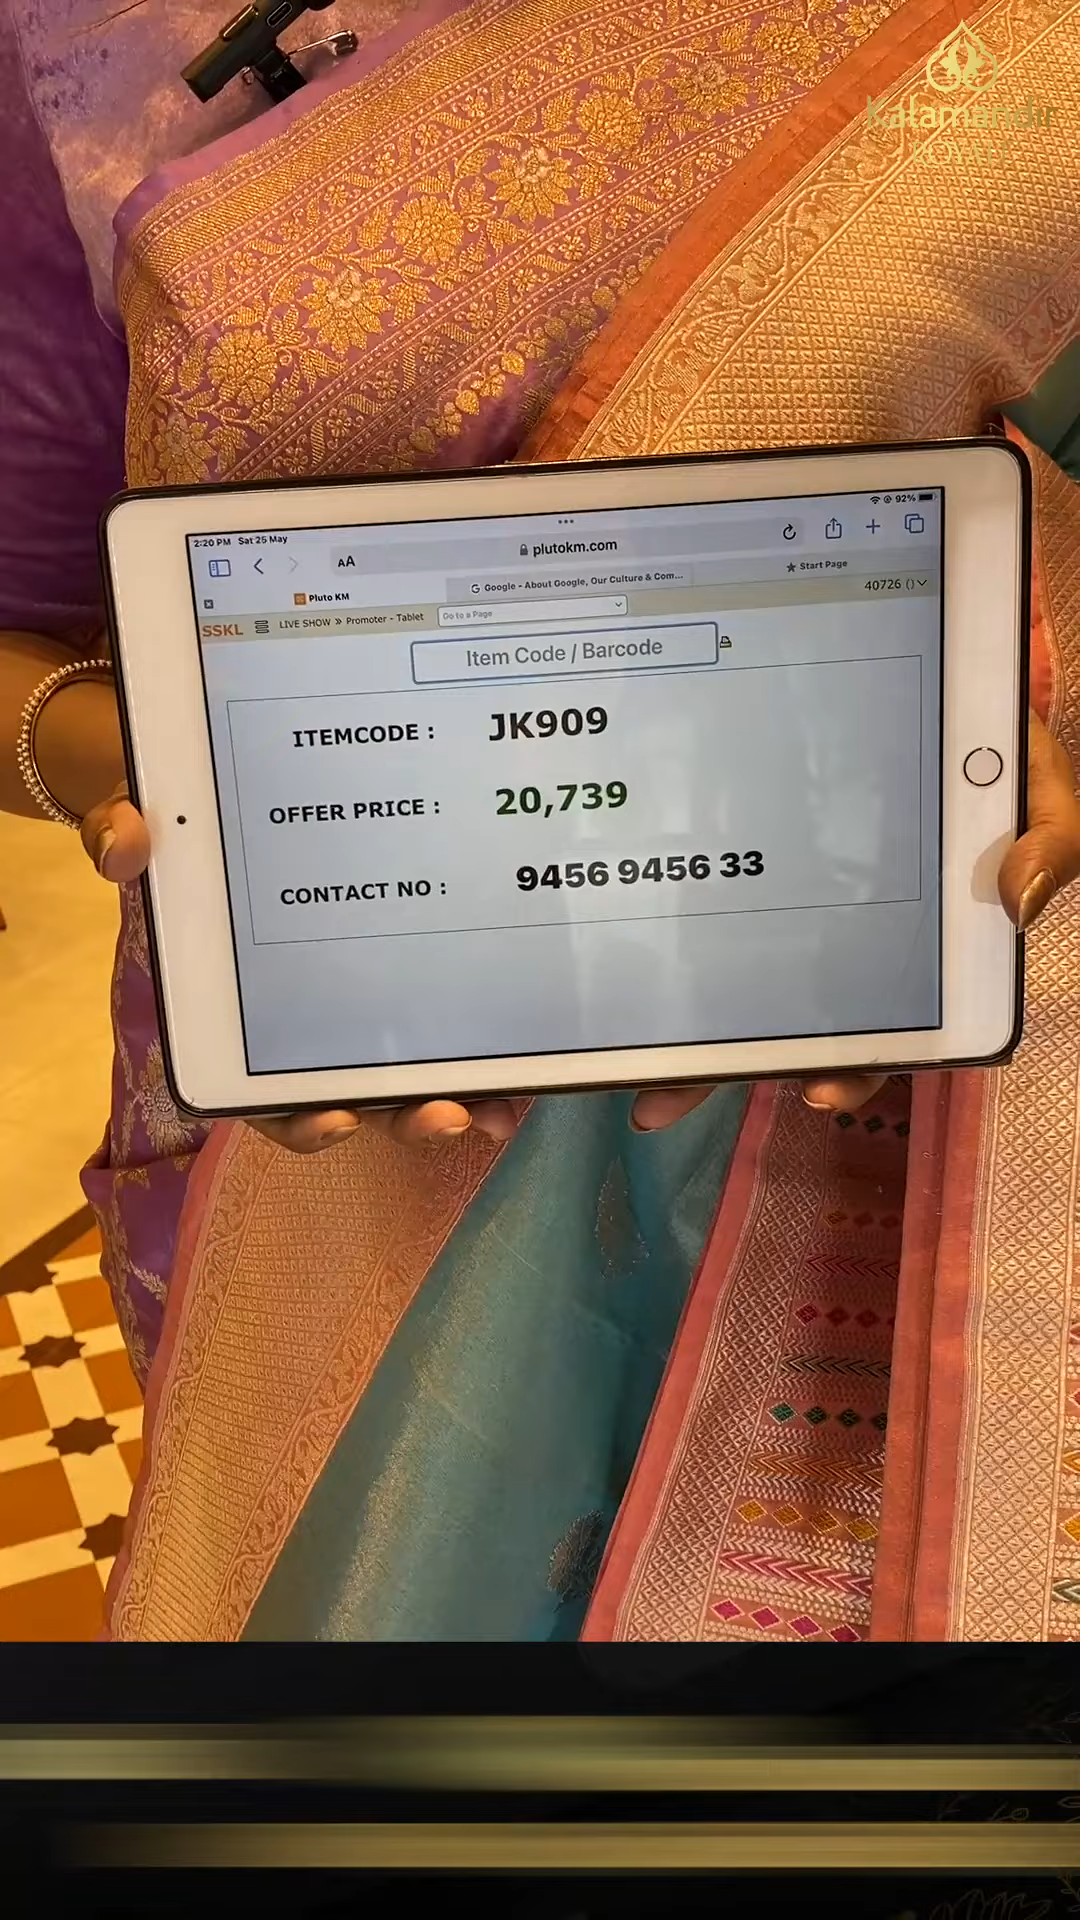 Kalamandir
ROYALE
2:20 PM Sat 25 May
92%
AA
plutokm.com
Pluto KM
Google - About Google, Our Culture & Com...
Start Page
SSKL
LIVE SHOW » Promoter - Tablet
Go to a Page
40726 ()
Item Code / Barcode
ITEMCODE : JK909
OFFER PRICE : 20,739
CONTACT NO : 9456 9456 33